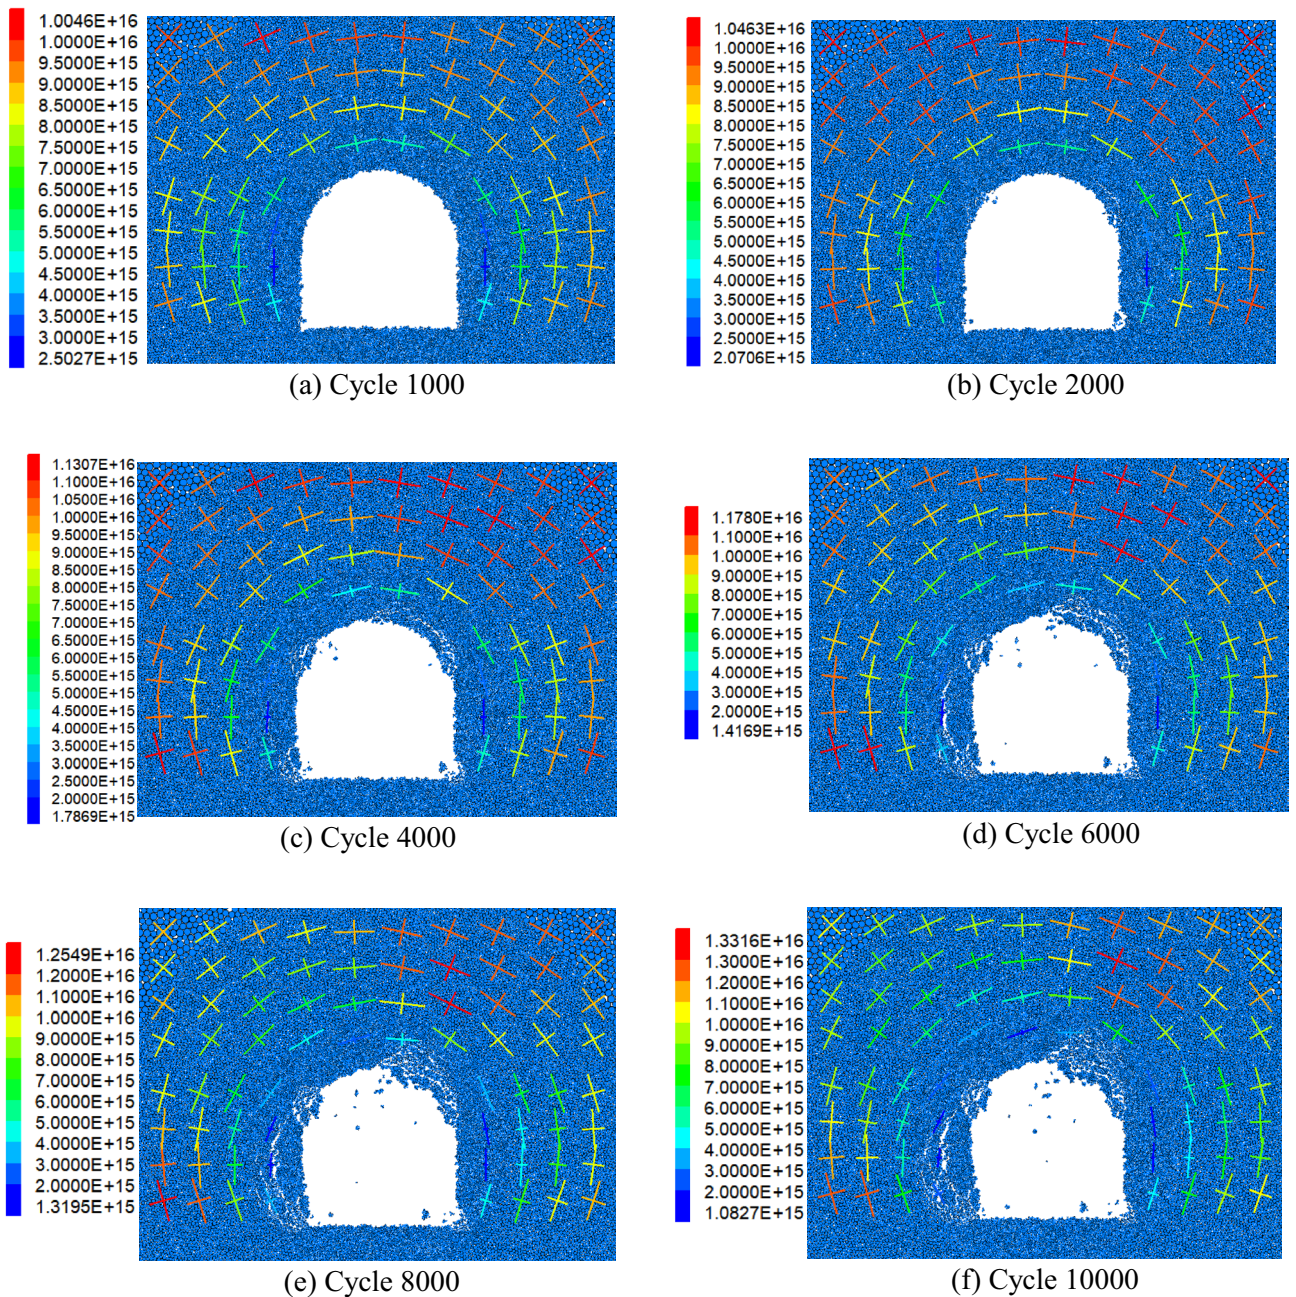 1.0046E+16
1.0000E+16
9.5000E+15
9.0000E+15
8.5000E+15
8.0000E+15
7.5000E+15
7.0000E+15
6.5000E+15
6.0000E+15
5.5000E+15
5.0000E+15
4.5000E+15
4.0000E+15
3.5000E+15
3.0000E+15
2.5027E+15
(a) Cycle 1000
1.0463E+16
1.0000E+16
9.5000E+15
9.0000E+15
8.5000E+15
8.0000E+15
7.5000E+15
7.0000E+15
6.5000E+15
6.0000E+15
5.5000E+15
5.0000E+15
4.5000E+15
4.0000E+15
3.5000E+15
3.0000E+15
2.5000E+15
2.0706E+15
(b) Cycle 2000
1.1307E+16
1.1000E+16
1.0500E+16
1.0000E+16
9.5000E+15
9.0000E+15
8.5000E+15
8.0000E+15
7.5000E+15
7.0000E+15
6.5000E+15
6.0000E+15
5.5000E+15
5.0000E+15
4.5000E+15
4.0000E+15
3.5000E+15
3.0000E+15
2.5000E+15
2.0000E+15
1.7869E+15
(c) Cycle 4000
1.1780E+16
1.1000E+16
1.0000E+16
9.0000E+15
8.0000E+15
7.0000E+15
6.0000E+15
5.0000E+15
4.0000E+15
3.0000E+15
2.0000E+15
1.4169E+15
(d) Cycle 6000
1.2549E+16
1.2000E+16
1.1000E+16
1.0000E+16
9.0000E+15
8.0000E+15
7.0000E+15
6.0000E+15
5.0000E+15
4.0000E+15
3.0000E+15
2.0000E+15
1.3195E+15
(e) Cycle 8000
1.3316E+16
1.3000E+16
1.2000E+16
1.1000E+16
1.0000E+16
9.0000E+15
8.0000E+15
7.0000E+15
6.0000E+15
5.0000E+15
4.0000E+15
3.0000E+15
2.0000E+15
1.0827E+15
(f) Cycle 10000